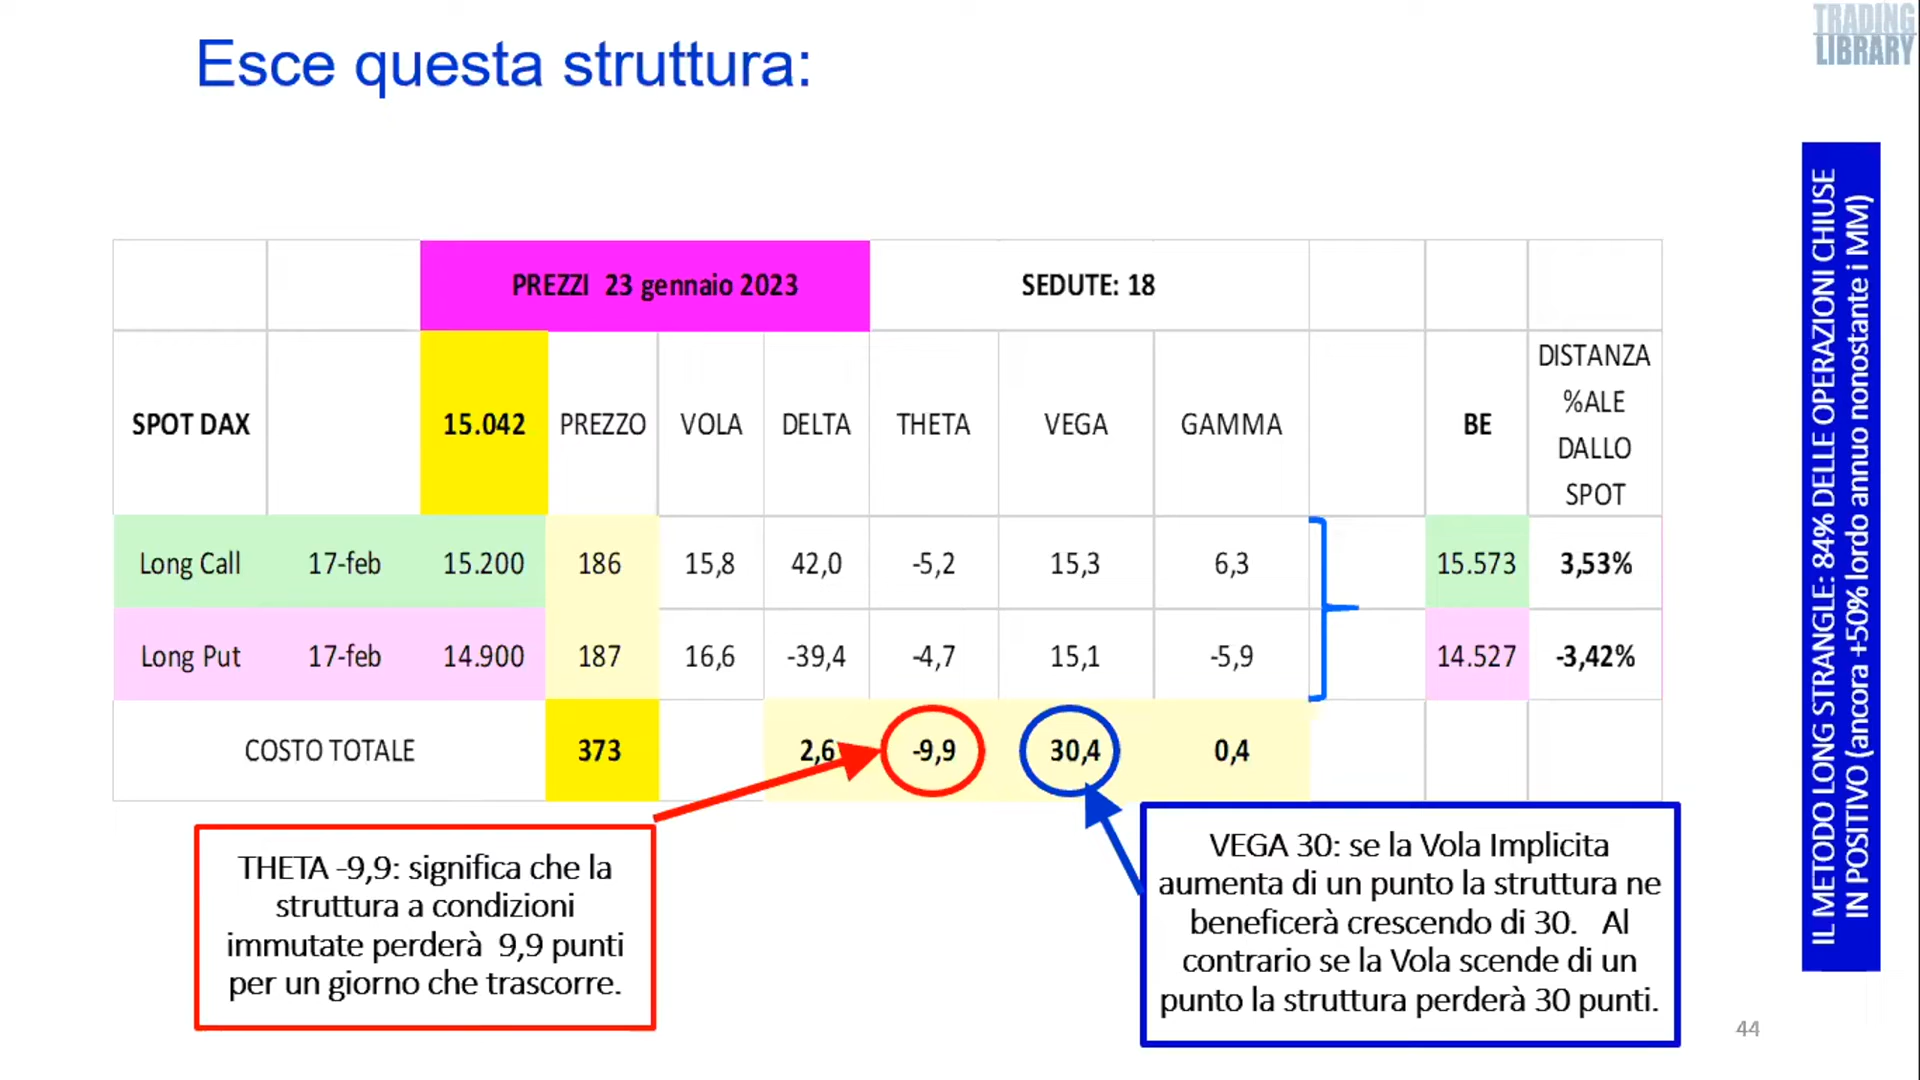 TRADING
LIBRARY
Esce questa struttura:
PREZZI 23 gennaio 2023
SEDUTE: 18
SPOT DAX 15.042 PREZZO VOLA DELTA THETA VEGA GAMMA BE
DISTANZA
%ALE
DALLO
SPOT
Long Call 17-feb 15.200 186 15,8 42,0 -5,2 15,3 6,3 15.573 3,53%
Long Put 17-feb 14.900 187 16,6 -39,4 -4,7 15,1 -5,9 14.527 -3,42%
COSTO TOTALE 373 2,6 -9,9 30,4 0,4
THETA -9,9: significa che la
struttura a condizioni
immutate perderà 9,9 punti
per un giorno che trascorre.
VEGA 30: se la Vola Implicita
aumenta di un punto la struttura ne
beneficerà crescendo di 30. Al
contrario se la Vola scende di un
punto la struttura perderà 30 punti.
IL METODO LONG STRANGLE: 84% DELLE OPERAZIONI CHIUSE
IN POSITIVO (ancora +50% lordo annuo nonostante i MM)
44